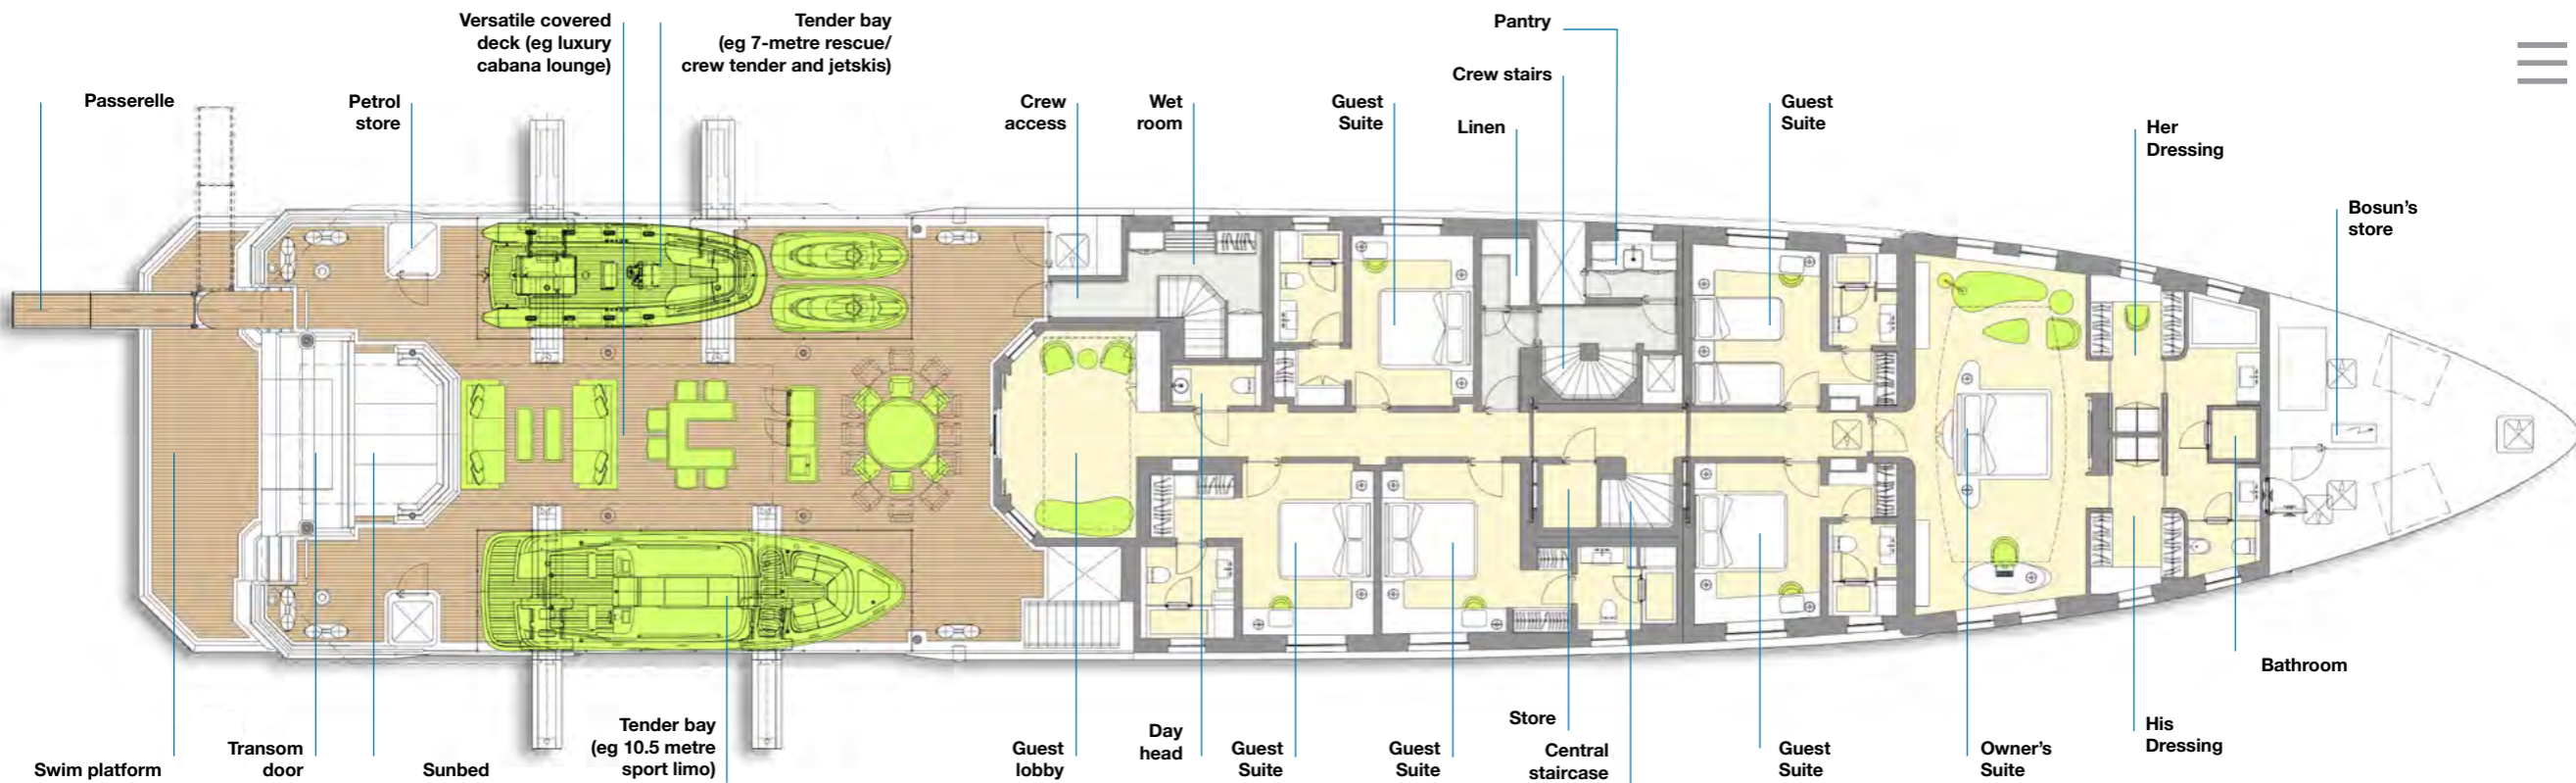 Versatile covered
deck (eg luxury
cabana lounge)
Tender bay
(eg 7-metre rescue/
crew tender and jetskis)
Pantry
Crew stairs
Passerelle
Petrol
store
Crew
access
Wet
room
Guest
Suite
Linen
Guest
Suite
Her
Dressing
Bosun's
store
Bathroom
Swim platform
Transom
door
Sunbed
Tender bay
(eg 10.5 metre
sport limo)
Guest
lobby
Day
head
Guest
Suite
Guest
Suite
Store
Central
staircase
Guest
Suite
Owner's
Suite
His
Dressing